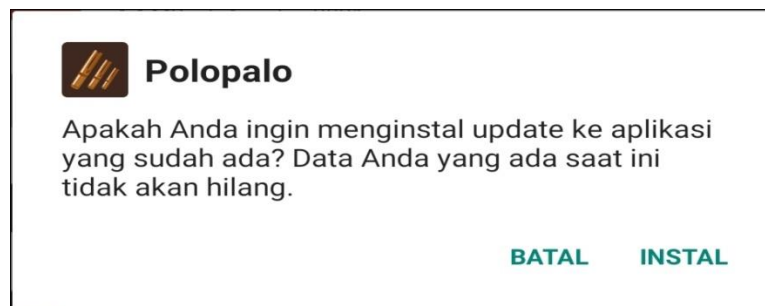 Polopalo
Apakah Anda ingin menginstal update ke aplikasi
yang sudah ada? Data Anda yang ada saat ini
tidak akan hilang.
BATAL INSTAL